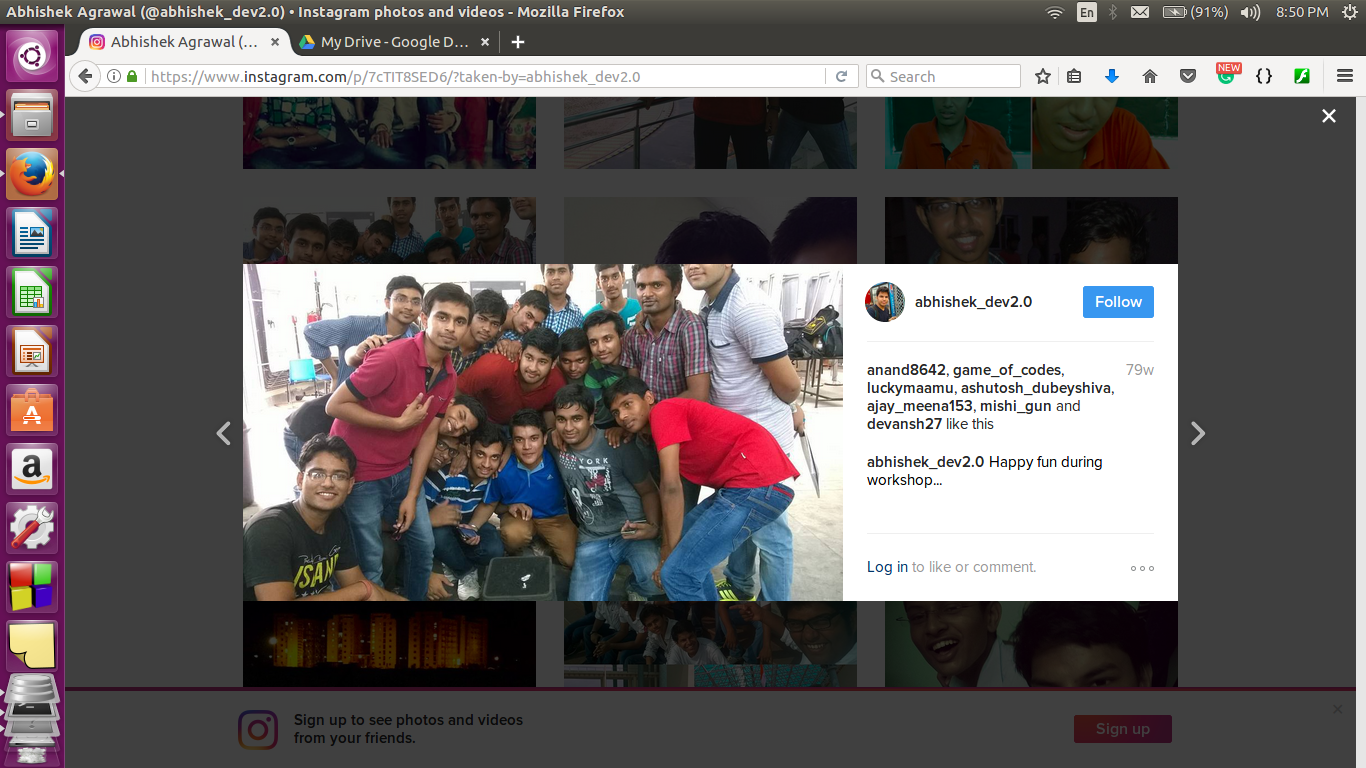 Abhishek Agrawal (@abhishek_dev2.0) • Instagram photos and videos - Mozilla Firefox
En
(91%)
8:50 PM
Abhishek Agrawal (...
My Drive - Google D...
https://www.instagram.com/p/7cTIT8SED6/?taken-by=abhishek_dev2.0
Search
NEW
abhishek_dev2.0
Follow
anand8642, game_of_codes,
79w
luckymaamu, ashutosh_dubeyshiva,
ajay_meena153, mishi_gun and
devansh27 like this
abhishek_dev2.0 Happy fun during
workshop...
YORK
Log in to like or comment.
Sign up to see photos and videos
from your friends.
Sign up